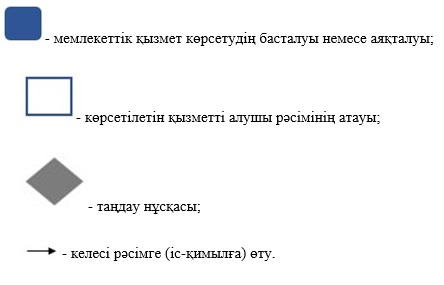 - мемлекеттік қызмет көрсетудің басталуы немесе аяқталуы;
- көрсетілетін қызметті алушы рәсімінің атауы;
- таңдау нұсқасы;
- келесі рәсімге (іс-қимылға) өту.